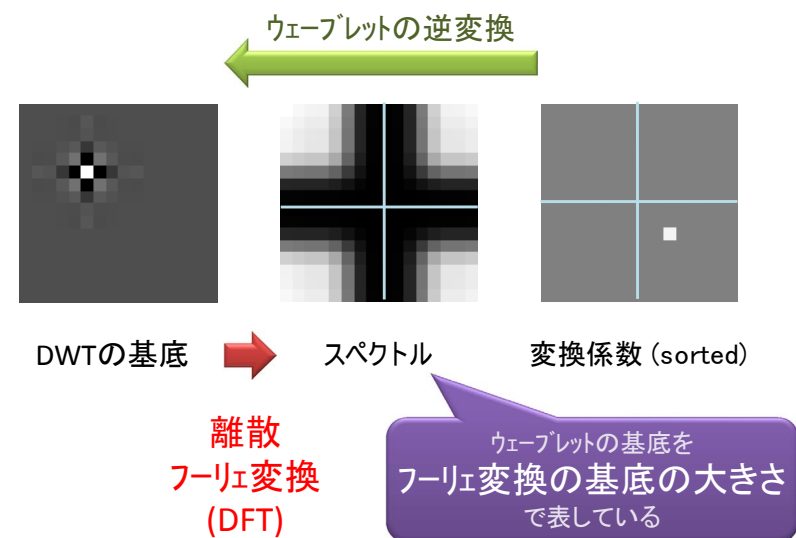 ウェーブレットの逆変換
DWTの基底
スペクトル
変換係数 (sorted)
離散
フーリェ変換
(DFT)
ウェーブレットの基底を
フーリェ変換の基底の大きさ
で表している